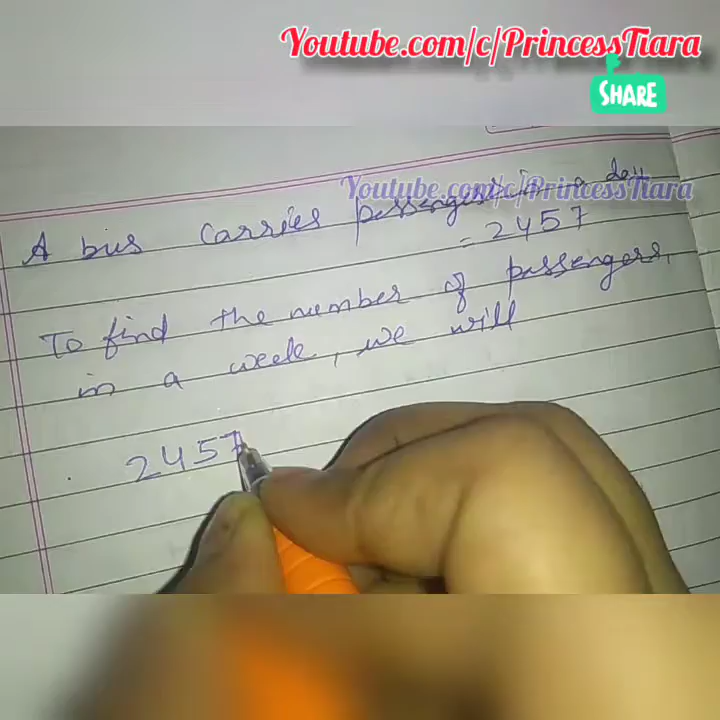 Youtube.com/c/PrincessTiara
SHARE
Youtube.com/c/PrincessTiara
A bus carries passengers in a day
= 2457
To find the number of passengers
in a week, we will
2457